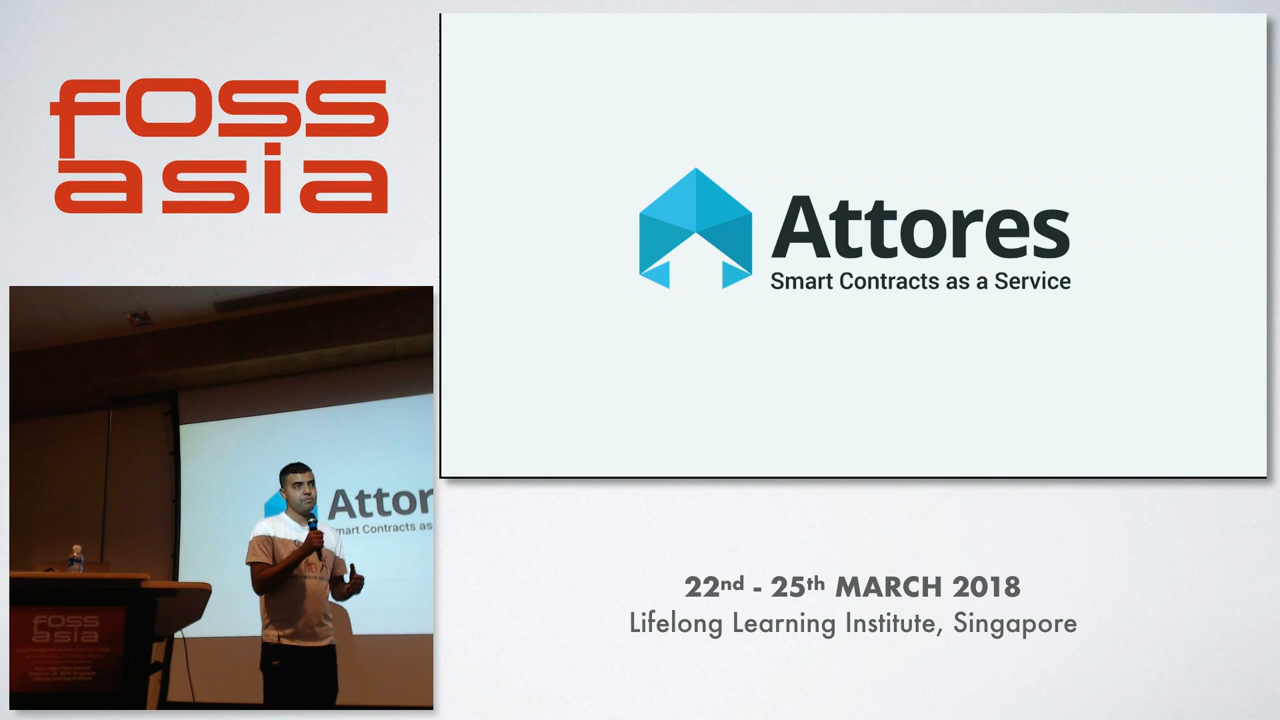 foss
asia
Attores
Smart Contracts as a Service
22nd - 25th MARCH 2018
Lifelong Learning Institute, Singapore
Attor
mart Contracts as
foss
asia